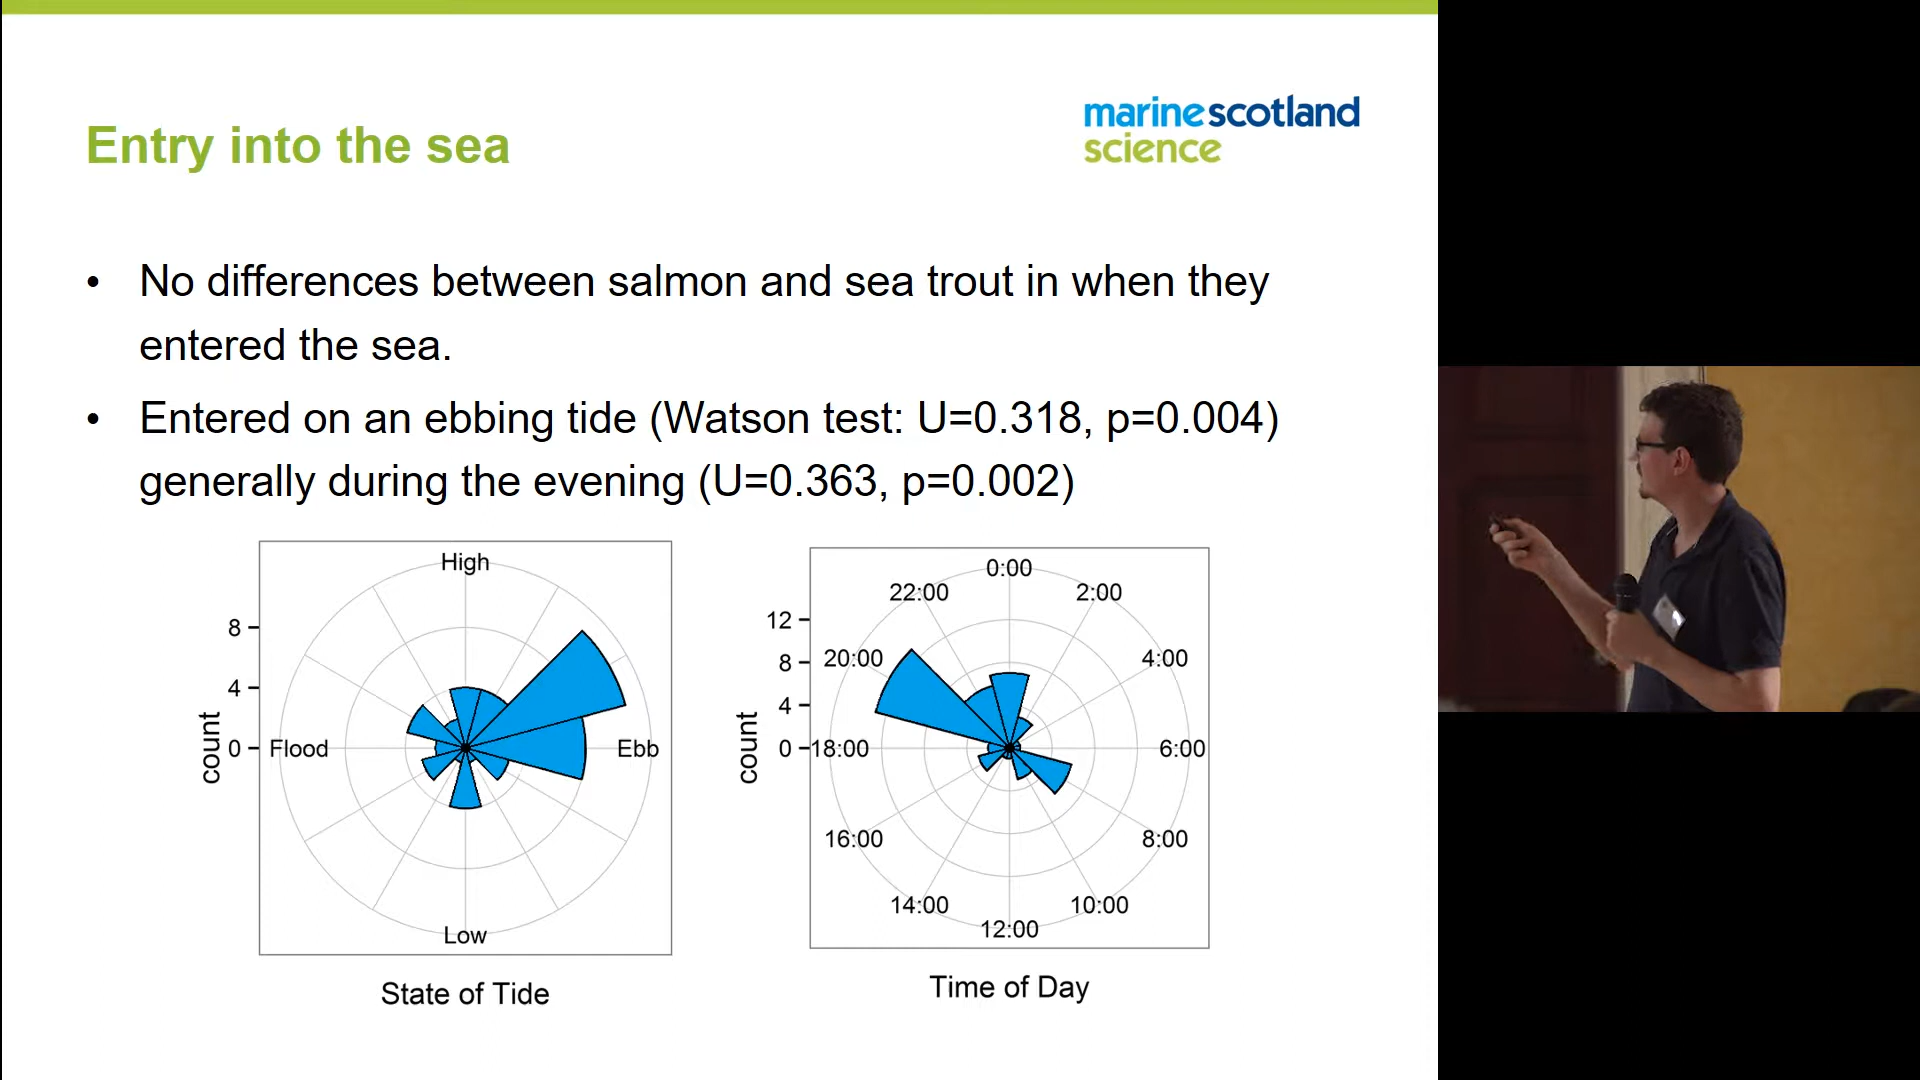 marinescotland
science
Entry into the sea
• No differences between salmon and sea trout in when they
entered the sea.
• Entered on an ebbing tide (Watson test: U=0.318, p=0.004)
generally during the evening (U=0.363, p=0.002)
High
8
4
0
count
Flood
Ebb
Low
State of Tide
0:00
22:00
2:00
12
8
4
0
count
20:00
4:00
18:00
6:00
16:00
8:00
14:00
10:00
12:00
Time of Day